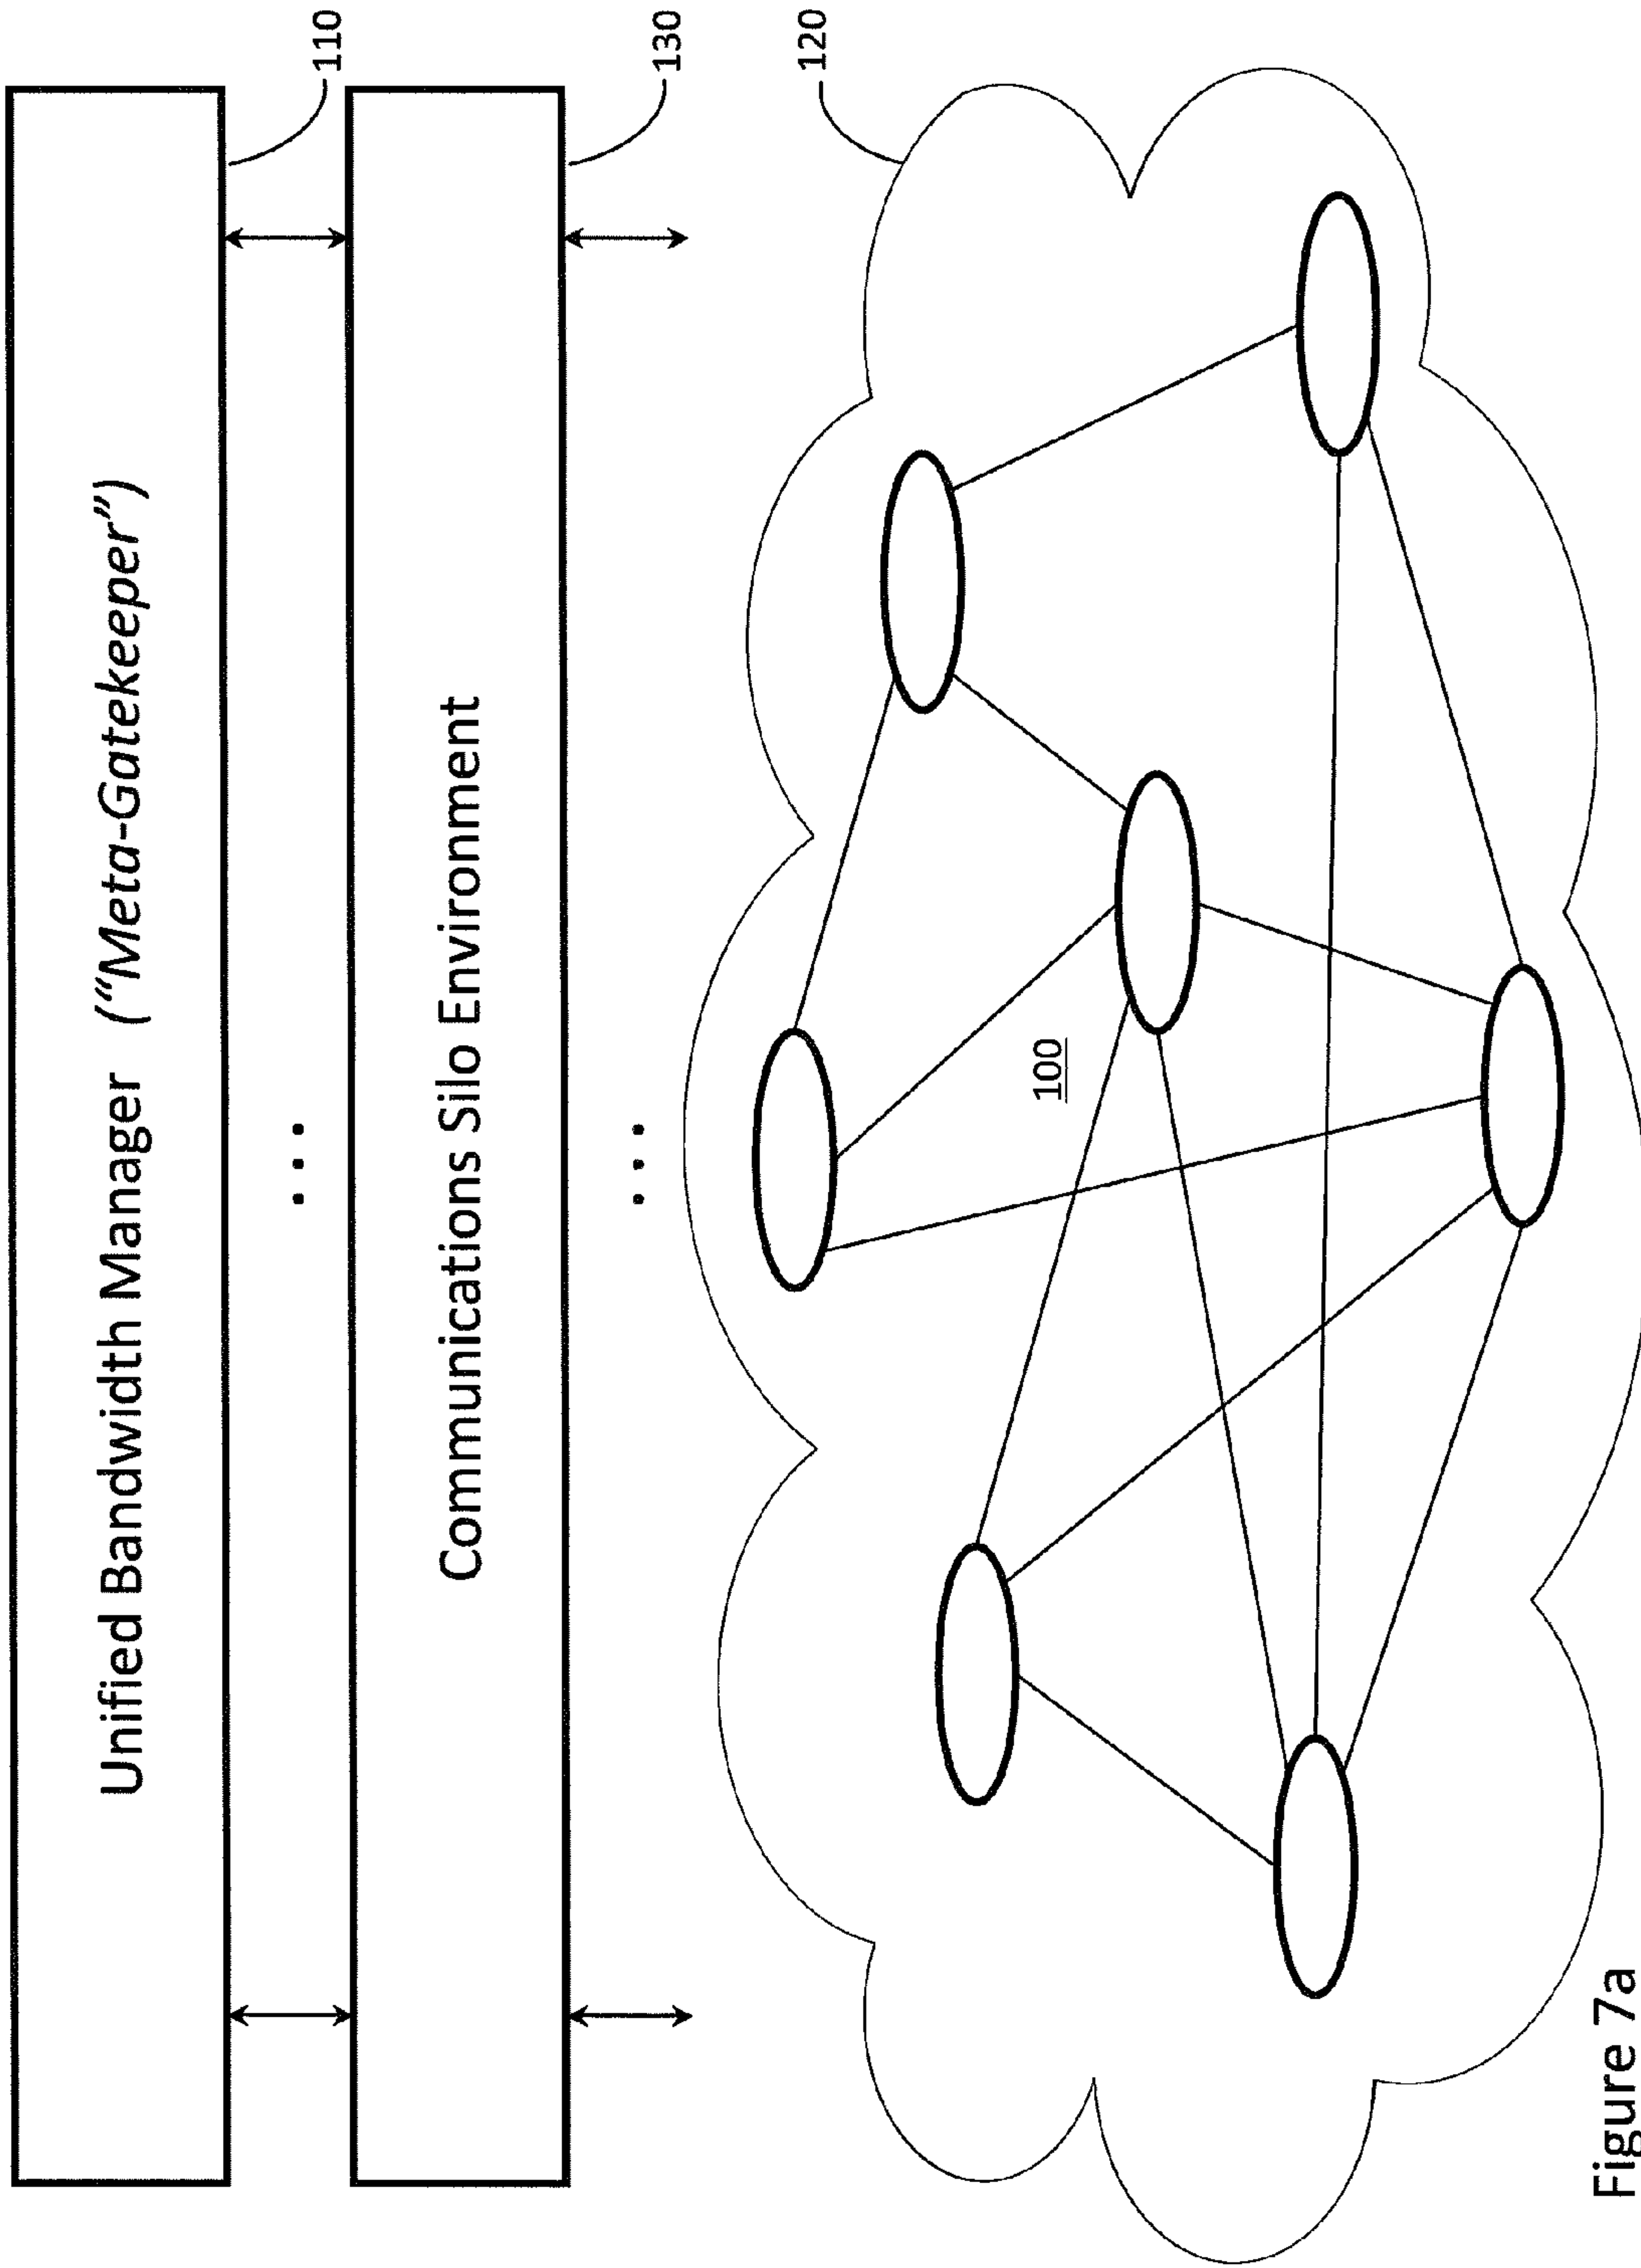 Unified Bandwidth Manager ("Meta-Gatekeeper")
110
...
Communications Silo Environment
130
...
120
100
Figure 7a